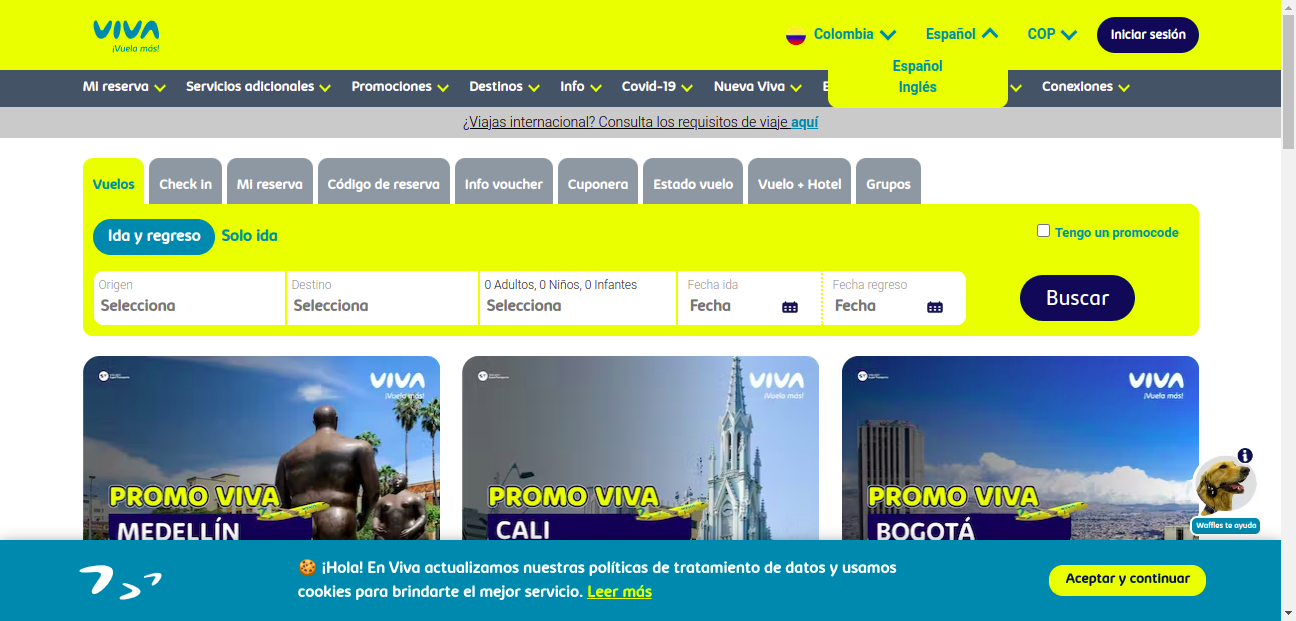 VIVA
¡Vuela más!
Colombia
Español
COP
Iniciar sesión
Español
Inglés
Mi reserva
Servicios adicionales
Promociones
Destinos
Info
Covid-19
Nueva Viva
Conexiones
¿Viajas internacional? Consulta los requisitos de viaje aquí
Vuelos
Check In
Mi reserva
Código de reserva
Info voucher
Cuponera
Estado vuelo
Vuelo + Hotel
Grupos
Ida y regreso
Solo ida
Tengo un promocode
Origen
Selecciona
Destino
Selecciona
0 Adultos, 0 Niños, 0 Infantes
Selecciona
Fecha ida
Fecha
Fecha regreso
Fecha
Buscar
VIVA
¡Vuela más!
PROMO VIVA
MEDELLÍN
VIVA
¡Vuela más!
PROMO VIVA
CALI
VIVA
¡Vuela más!
PROMO VIVA
BOGOTÁ
i
Waffles te ayuda
¡Hola! En Viva actualizamos nuestras políticas de tratamiento de datos y usamos
cookies para brindarte el mejor servicio. Leer más
Aceptar y continuar